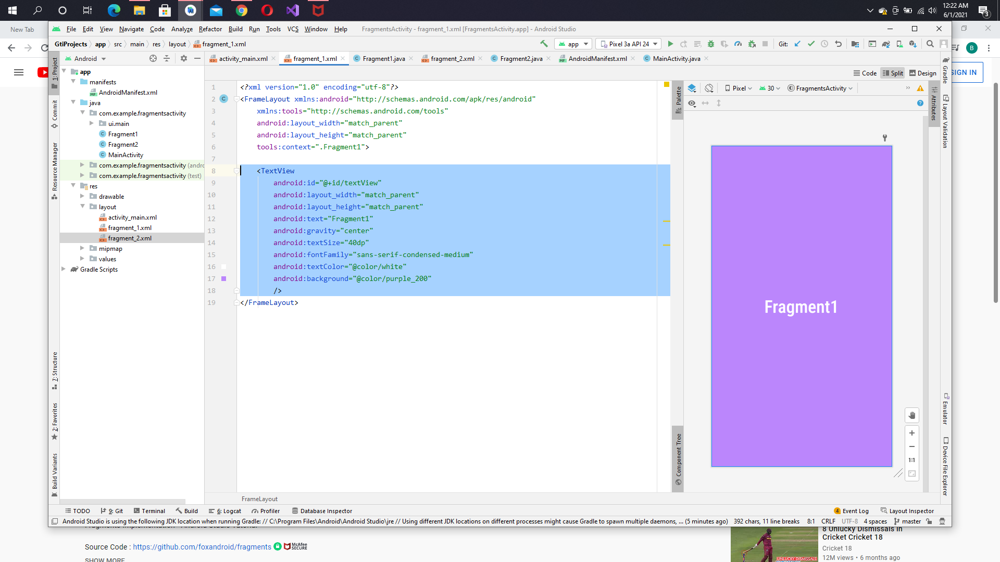 12:22 AM
6/1/2021
3
New Tab
File Edit View Navigate Code Analyze Refactor Build Run Tools VCS Window Help FragmentsActivity - fragment_1.xml [FragmentsActivity.app] - Android Studio
GtiProjects app src main res layout fragment_1.xml app Pixel 3a API 24 Git:
B
Android activity_main.xml fragment_1.xml Fragment1.java fragment_2.xml Fragment2.java AndroidManifest.xml MainActivity.java
Code Split Design
SIGN IN
Pixel 30 FragmentsActivity
1: Project
Commit
Resource Manager
7: Structure
2: Favorites
Build Variants
app
manifests
AndroidManifest.xml
java
com.example.fragmentsactivity
ui.main
Fragment1
Fragment2
MainActivity
com.example.fragmentsactivity (andro
com.example.fragmentsactivity (test)
res
drawable
layout
activity_main.xml
fragment_1.xml
fragment_2.xml
mipmap
values
Gradle Scripts
1 <?xml version="1.0" encoding="utf-8"?>
2 <FrameLayout xmlns:android="http://schemas.android.com/apk/res/android"
3 xmlns:tools="http://schemas.android.com/tools"
4 android:layout_width="match_parent"
5 android:layout_height="match_parent"
6 tools:context=".Fragment1">
7
8 <TextView
9 android:id="@+id/textView"
10 android:layout_width="match_parent"
11 android:layout_height="match_parent"
12 android:text="Fragment1"
13 android:gravity="center"
14 android:textSize="40dp"
15 android:fontFamily="sans-serif-condensed-medium"
16 android:textColor="@color/white"
17 android:background="@color/purple_200"
18 />
19 </FrameLayout>
Palette
Component Tree
Fragment1
1:1
Attributes
Gradle
Layout Validation
Emulator
Device File Explorer
FrameLayout
TODO 9: Git Terminal Build 6: Logcat Profiler Database Inspector 4 Event Log Layout Inspector
Android Studio is using the following JDK location when running Gradle: // C:\Program Files\Android\Android Studio\jre // Using different JDK locations on different processes might cause Gradle to spawn multiple daemons, ... (5 minutes ago) 392 chars, 11 line breaks 8:1 CRLF UTF-8 4 spaces master
Fragments Implementation - Android Studio Tutorial
Source Code : https://github.com/foxandroid/fragments McAfee SECURE
SHOW MORE
8 Unlucky Dismissals in
Cricket Cricket 18
Cricket 18
12M views • 6 months ago
UNLUCKY DISMISSALS